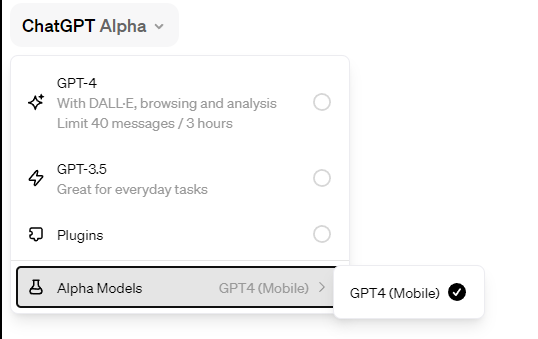 ChatGPT Alpha
GPT-4
With DALL·E, browsing and analysis
Limit 40 messages / 3 hours
GPT-3.5
Great for everyday tasks
Plugins
Alpha Models GPT4 (Mobile)
GPT4 (Mobile)